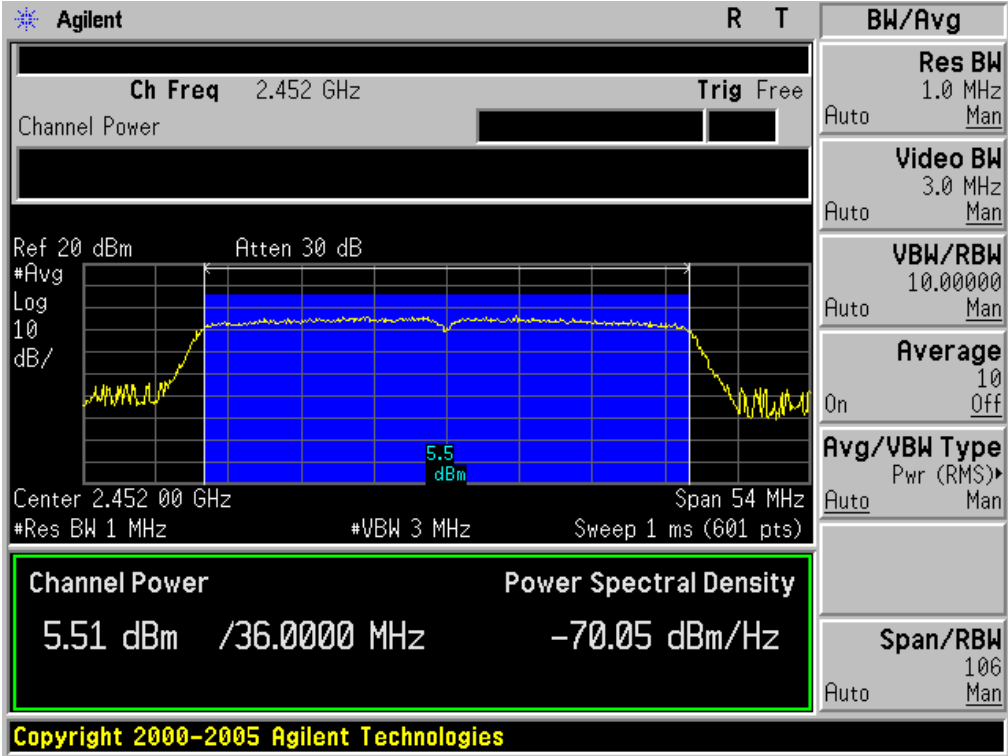 Agilent R T
Ch Freq 2.452 GHz Trig Free
Channel Power
Ref 20 dBm Atten 30 dB
#Avg
Log
10
dB/
5.5
dBm
Center 2.452 00 GHz Span 54 MHz
#Res BW 1 MHz #VBW 3 MHz Sweep 1 ms (601 pts)
Channel Power Power Spectral Density
5.51 dBm /36.0000 MHz -70.05 dBm/Hz
Copyright 2000-2005 Agilent Technologies
BW/Avg
Res BW
1.0 MHz
Auto Man
Video BW
3.0 MHz
Auto Man
VBW/RBW
10.00000
Auto Man
Average
10
On Off
Avg/VBW Type
Pwr (RMS)▸
Auto Man
Span/RBW
106
Auto Man